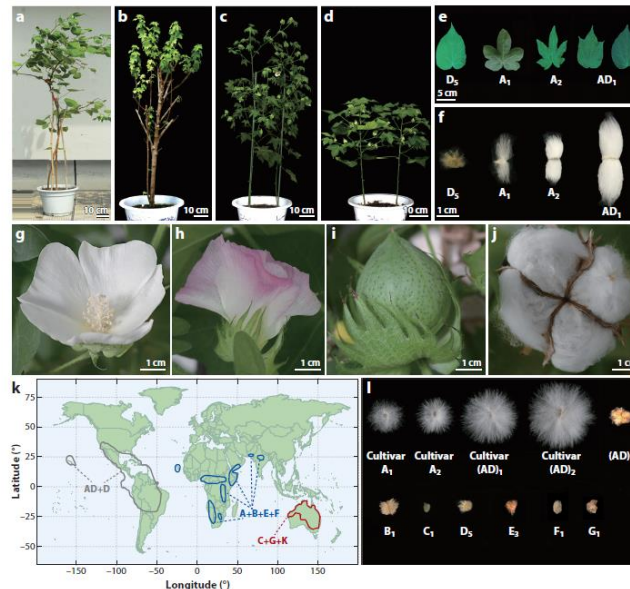 a
b
c
d
10 cm
10 cm
10 cm
10 cm
e
D5 A1 A2 AD1
5 cm
f
D5 A1 A2
1 cm
AD1
g
h
i
j
1 cm
1 cm
1 cm
1 cm
k
Latitude (°)
75
50
25
0
−25
−50
AD+D
A+B+E+F
C+G+K
−150 −100 −50 0 50 100 150
Longitude (°)
l
Cultivar Cultivar Cultivar Cultivar (AD)
A1 A2 (AD)1 (AD)2
B1 C1 D5 E3 F1 G1